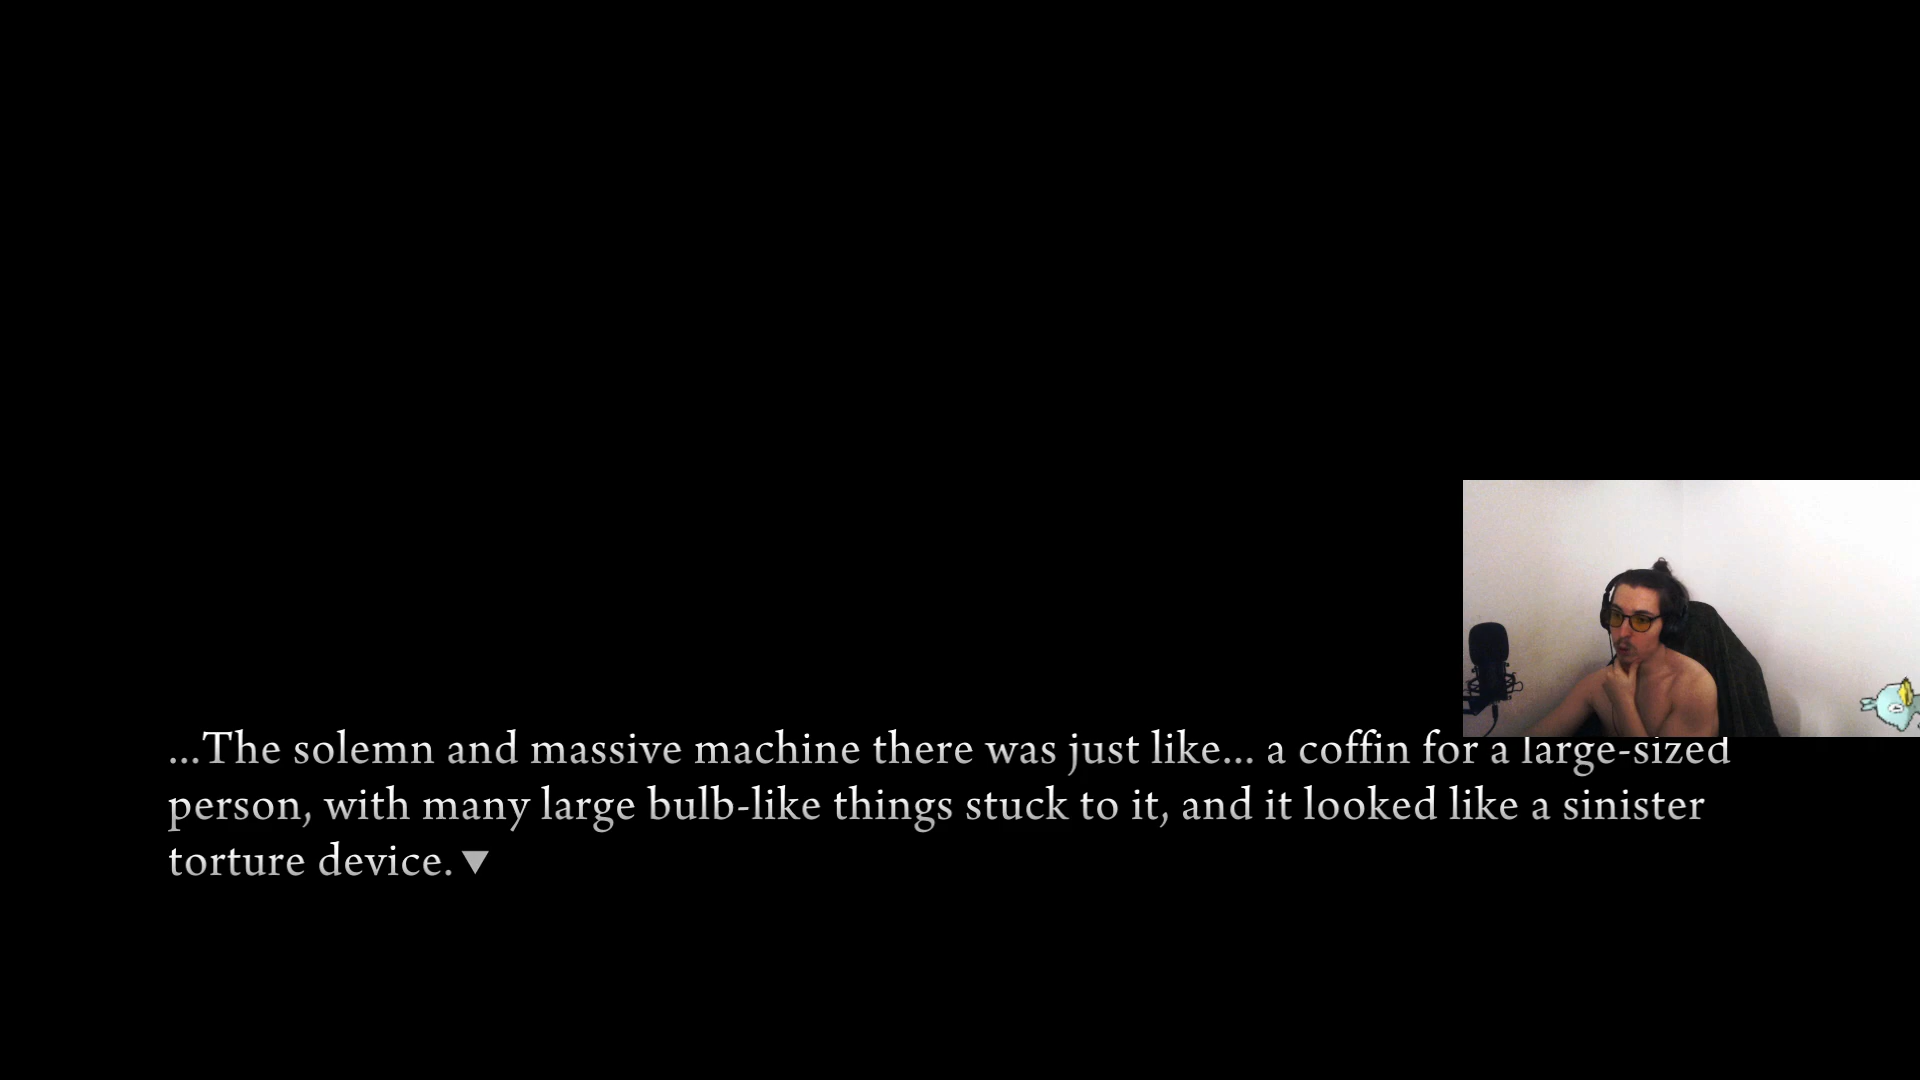 ...The solemn and massive machine there was just like... a coffin for a large-sized
person, with many large bulb-like things stuck to it, and it looked like a sinister
torture device.